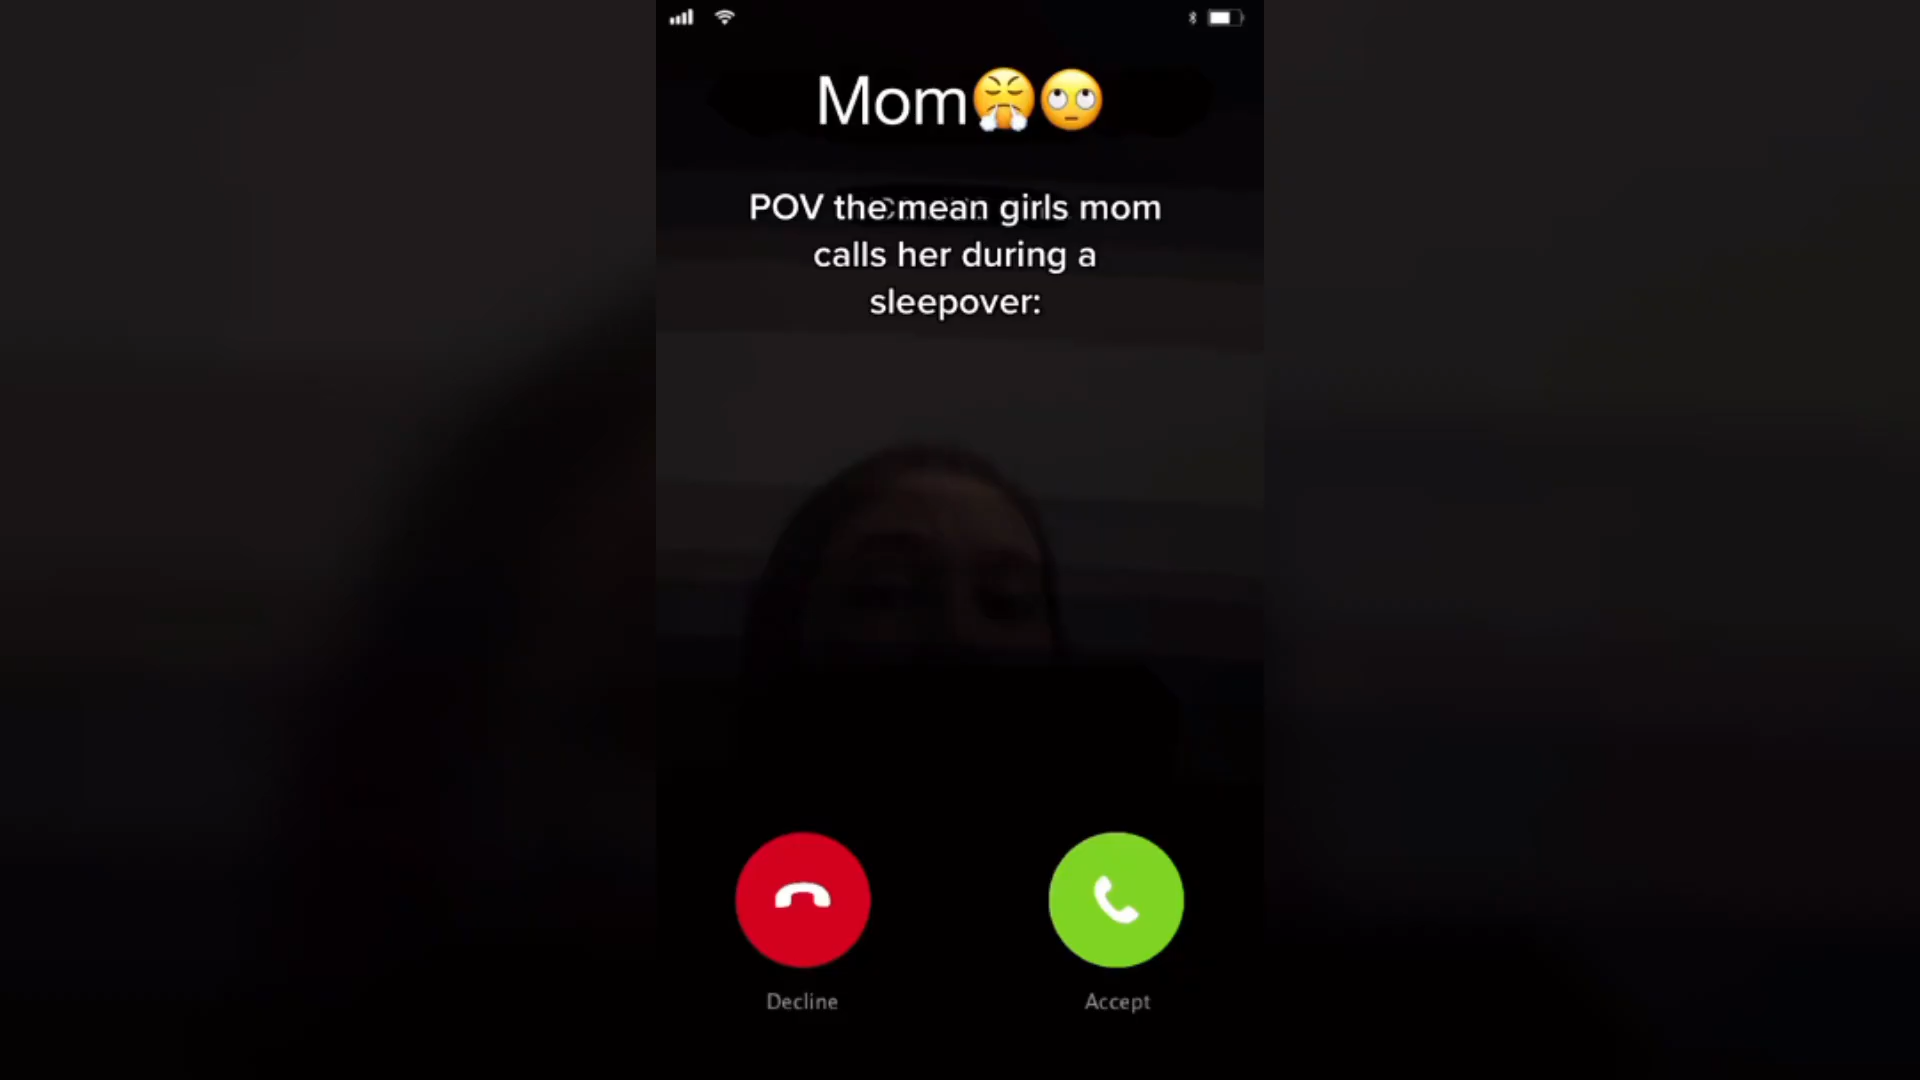 Mom😤🙄
POV the mean girls mom
calls her during a
sleepover:
Decline
Accept